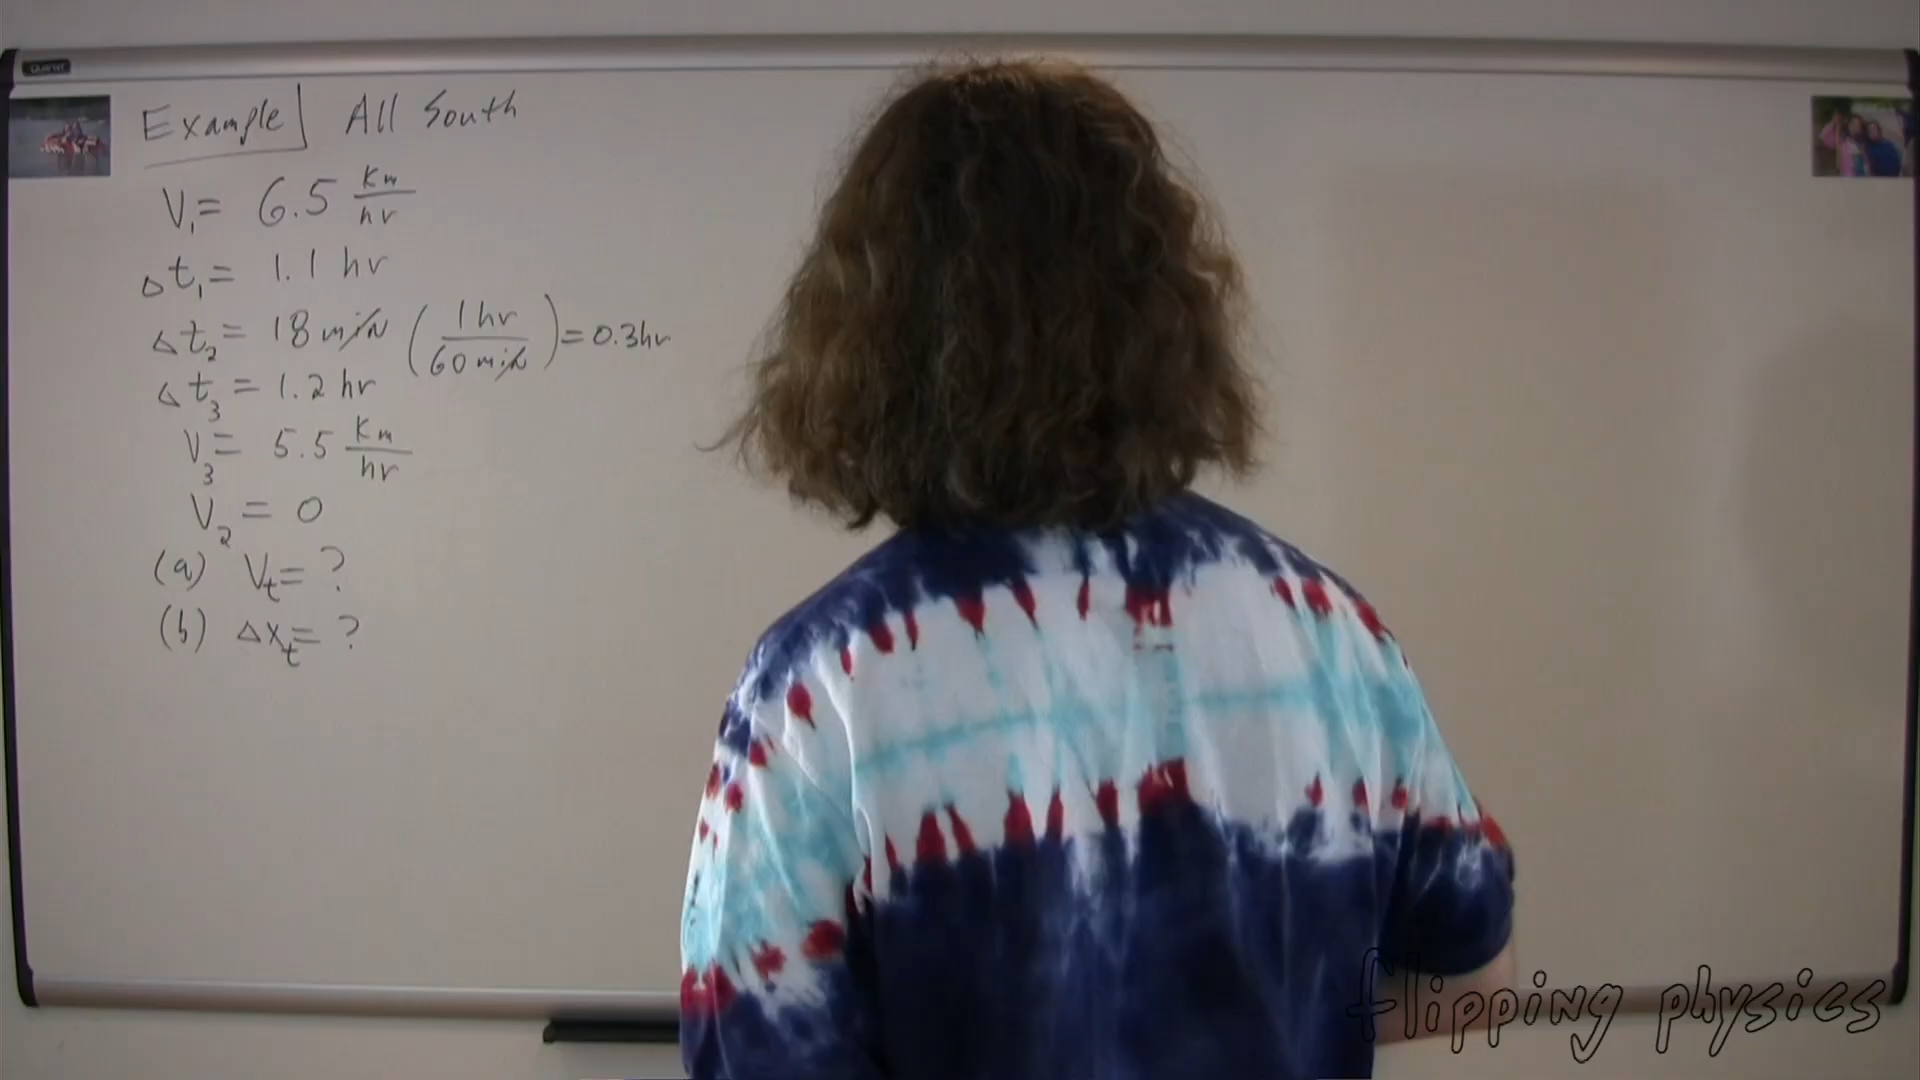 Quartet
Example All South
V₁ = 6.5 km/hr
Δt₁ = 1.1 hr
Δt₂ = 18 min (1 hr / 60 min) = 0.3 hr
Δt₃ = 1.2 hr
V₃ = 5.5 km/hr
V₂ = 0
(a) Vt = ?
(b) Δxt = ?
flipping physics